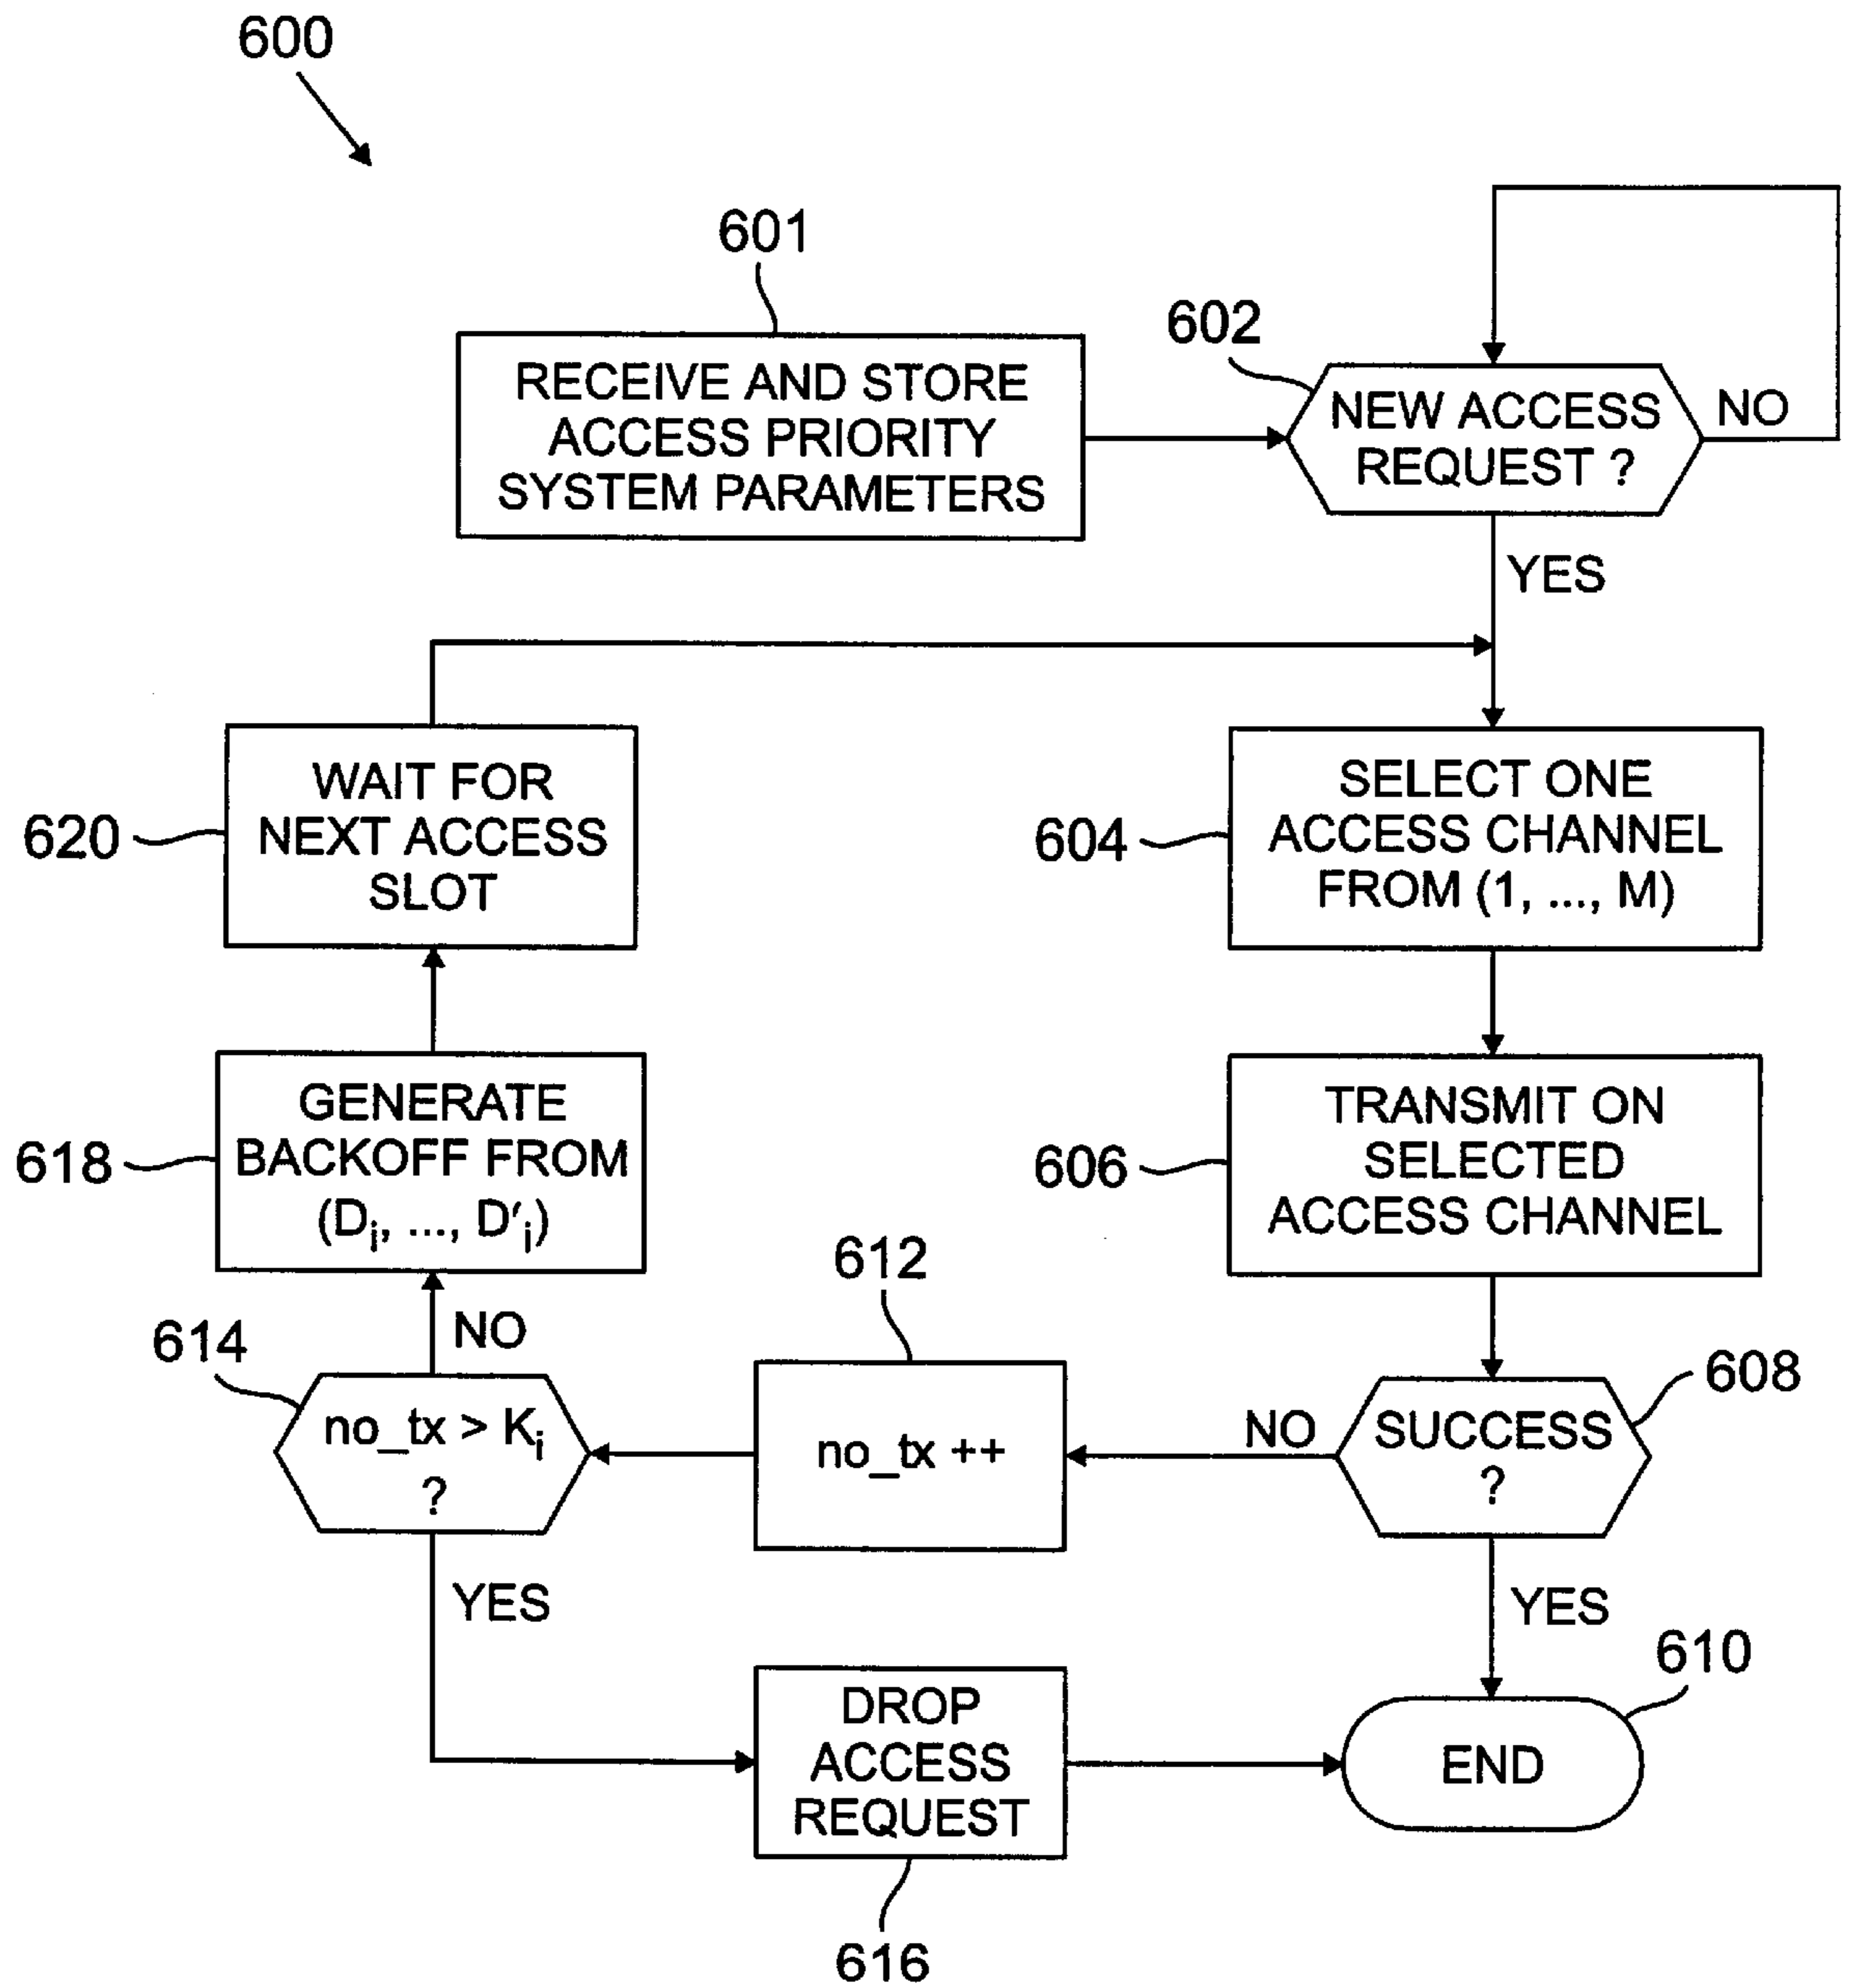 600
601
RECEIVE AND STORE
ACCESS PRIORITY
SYSTEM PARAMETERS
602
NEW ACCESS
REQUEST ?
NO
YES
620
WAIT FOR
NEXT ACCESS
SLOT
604
SELECT ONE
ACCESS CHANNEL
FROM (1, ..., M)
618
GENERATE
BACKOFF FROM
(Di, ..., D'i)
606
TRANSMIT ON
SELECTED
ACCESS CHANNEL
614
NO
no_tx > Ki
?
YES
612
no_tx ++
NO
608
SUCCESS
?
YES
616
DROP
ACCESS
REQUEST
610
END